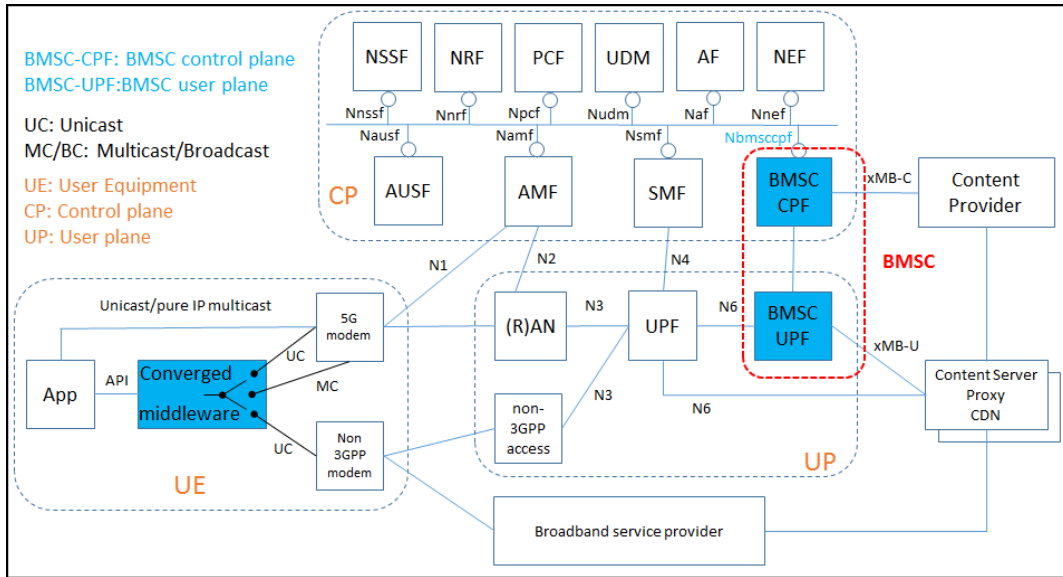 BMSC-CPF: BMSC control plane
BMSC-UPF:BMSC user plane
UC: Unicast
MC/BC: Multicast/Broadcast
UE: User Equipment
CP: Control plane
UP: User plane
NSSF
NRF
PCF
UDM
AF
NEF
Nnssf
Nnrf
Npcf
Nudm
Naf
Nnef
Nausf
Namf
Nsmf
Nbmsccpf
CP
AUSF
AMF
SMF
BMSC
CPF
xMB-C
Content
Provider
BMSC
N1
N2
N4
Unicast/pure IP multicast
5G
modem
(R)AN
N3
UPF
N6
BMSC
UPF
xMB-U
UC
App
API
Converged
middleware
MC
UC
Non
3GPP
modem
non-
3GPP
access
N3
N6
Content Server
Proxy
CDN
UE
UP
Broadband service provider